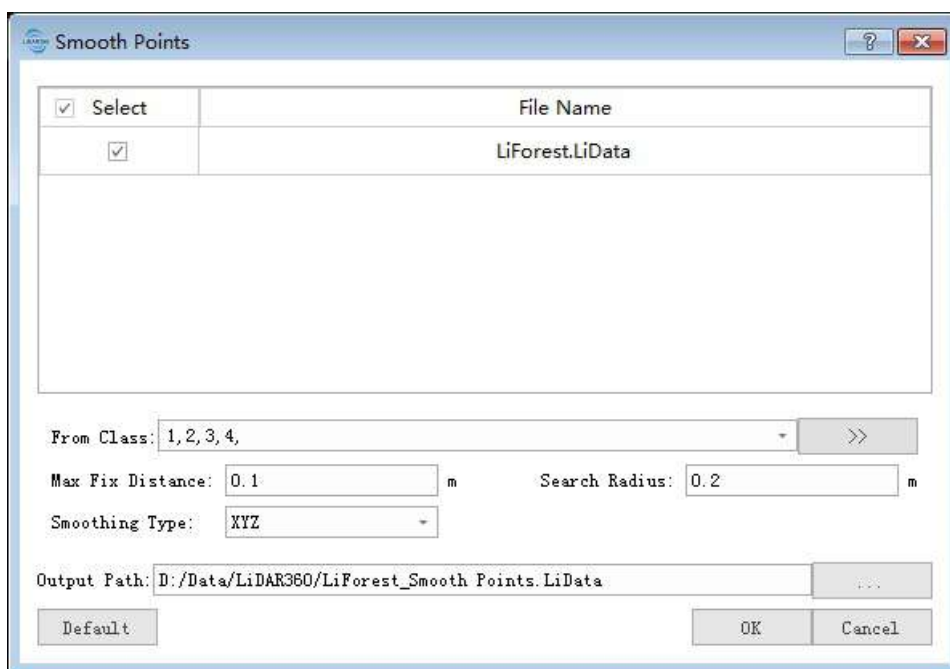 Smooth Points
Select File Name
LiForest.LiData
From Class: 1,2,3,4, >>
Max Fix Distance: 0.1 m Search Radius: 0.2 m
Smoothing Type: XYZ
Output Path: D:/Data/LiDAR360/LiForest_Smooth Points.LiData ...
Default OK Cancel